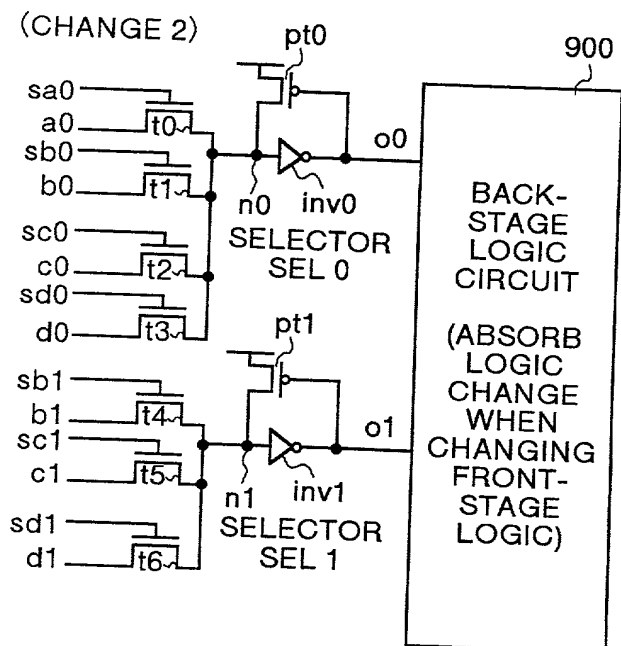 (CHANGE 2)
pt0
900
sa0
a0
t0
sb0
b0
t1
o0
n0
inv0
SELECTOR
SEL 0
sc0
c0
t2
sd0
d0
t3
pt1
sb1
b1
t4
sc1
c1
t5
o1
n1
inv1
SELECTOR
SEL 1
sd1
d1
t6
BACK-
STAGE
LOGIC
CIRCUIT
(ABSORB
LOGIC
CHANGE
WHEN
CHANGING
FRONT-
STAGE
LOGIC)